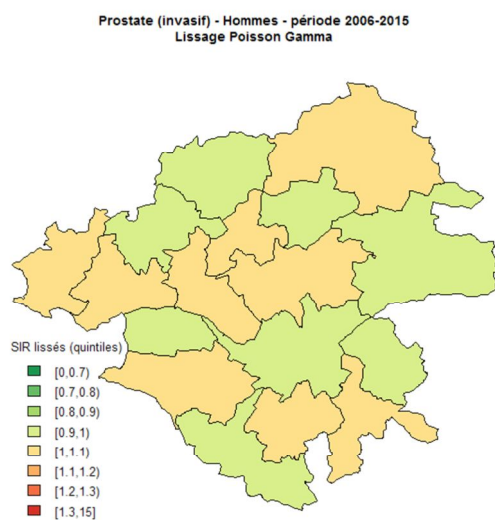 Prostate (invasif) - Hommes - période 2006-2015
Lissage Poisson Gamma
SIR lissés (quintiles)
[0,0.7)
[0.7,0.8)
[0.8,0.9)
[0.9,1)
[1,1.1)
[1.1,1.2)
[1.2,1.3)
[1.3,15]